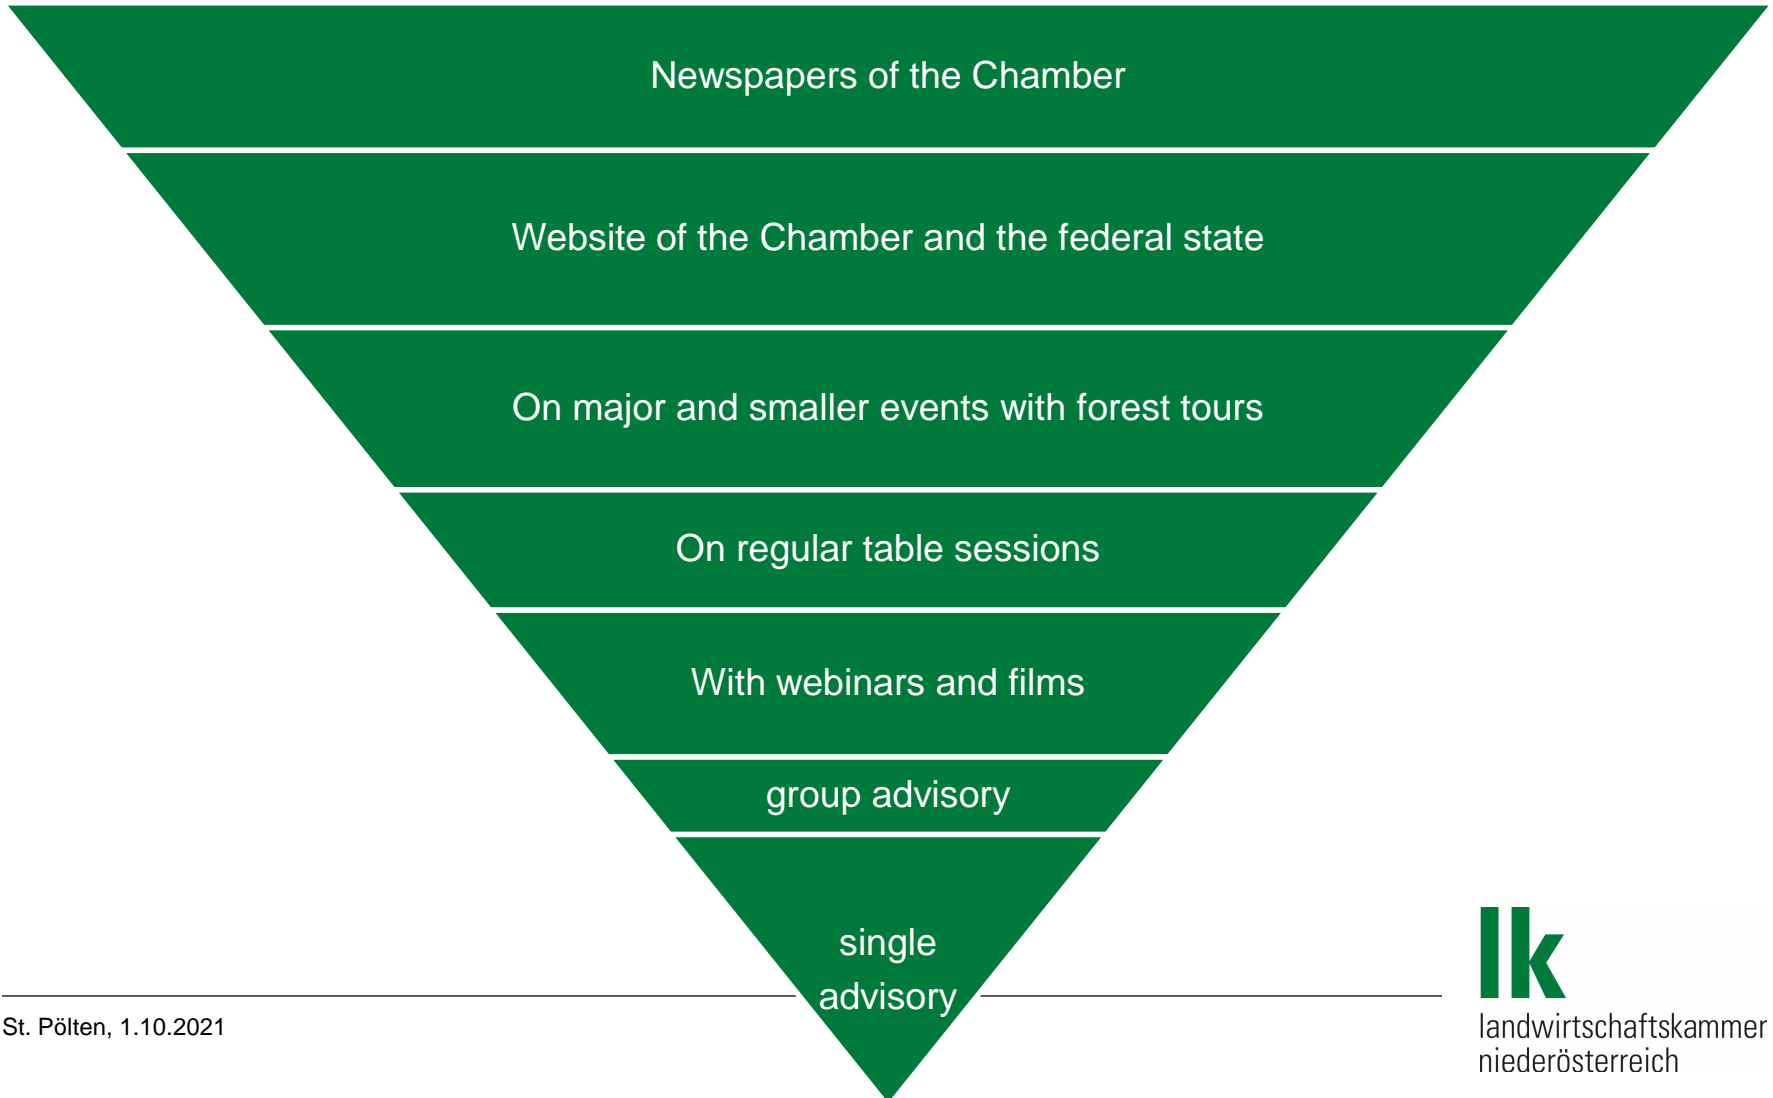 Newspapers of the Chamber
Website of the Chamber and the federal state
On major and smaller events with forest tours
On regular table sessions
With webinars and films
group advisory
single
advisory
St. Pölten, 1.10.2021
lk
landwirtschaftskammer
niederösterreich